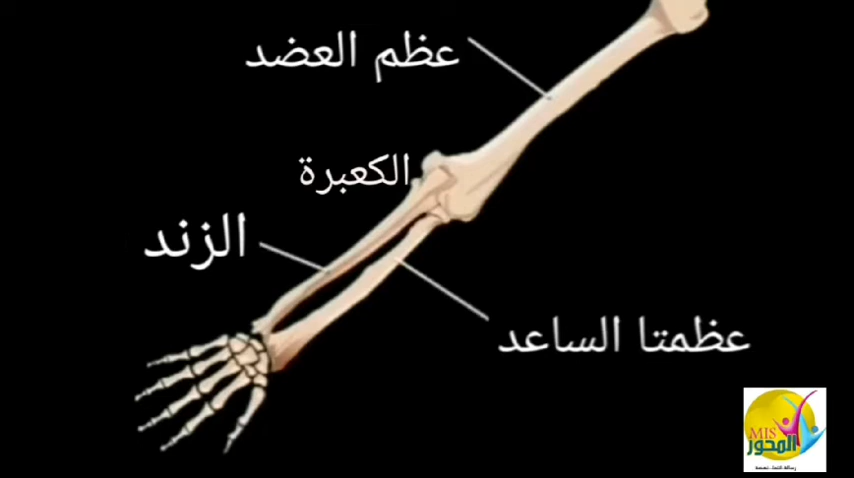 عظم العضد
الكعبرة
الزند
عظمتا الساعد
MIS
المحور